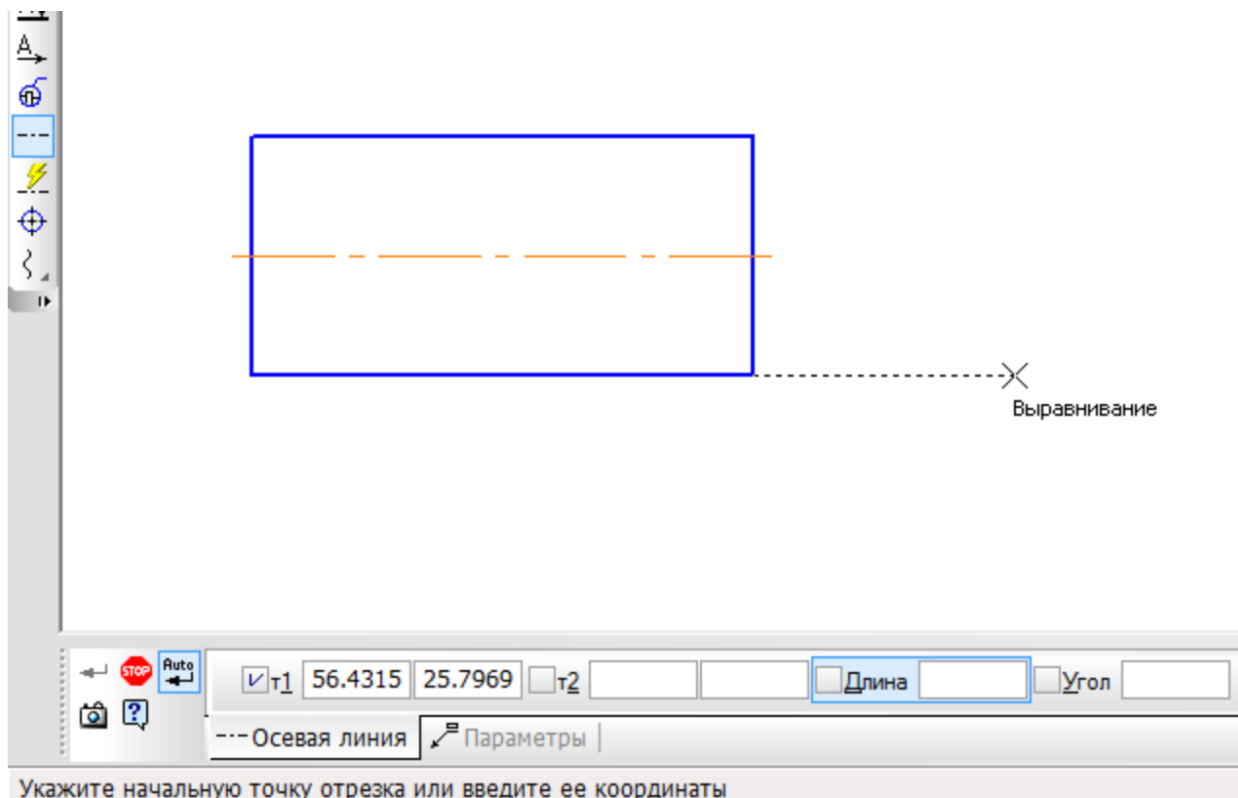 A
Выравнивание
STOP
Auto
т1 56.4315 25.7969 т2 Длина Угол
?
Осевая линия Параметры
Укажите начальную точку отрезка или введите ее координаты